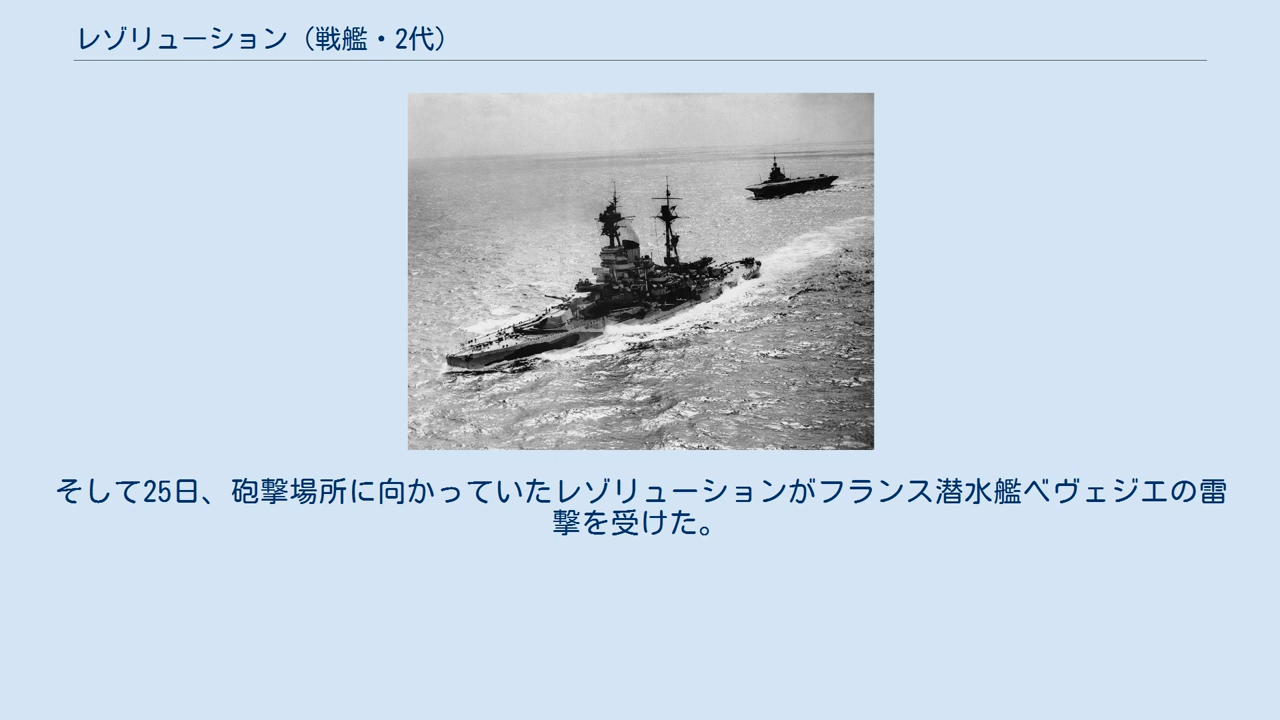 レゾリューション（戦艦・2代）
そして25日、砲撃場所に向かっていたレゾリューションがフランス潜水艦ベヴェジエの雷
撃を受けた。